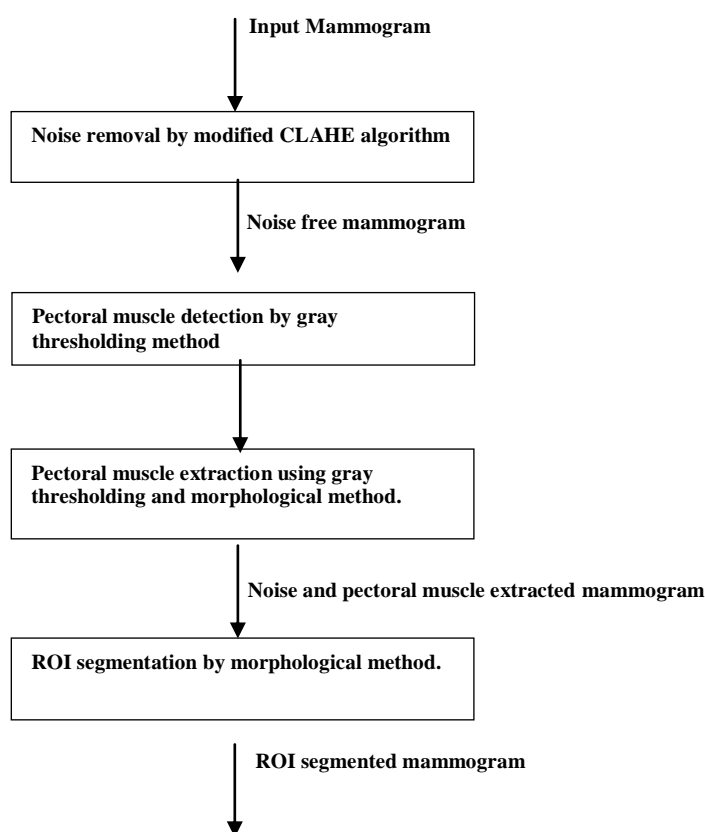 Input Mammogram
Noise removal by modified CLAHE algorithm
Noise free mammogram
Pectoral muscle detection by gray
thresholding method
Pectoral muscle extraction using gray
thresholding and morphological method.
Noise and pectoral muscle extracted mammogram
ROI segmentation by morphological method.
ROI segmented mammogram